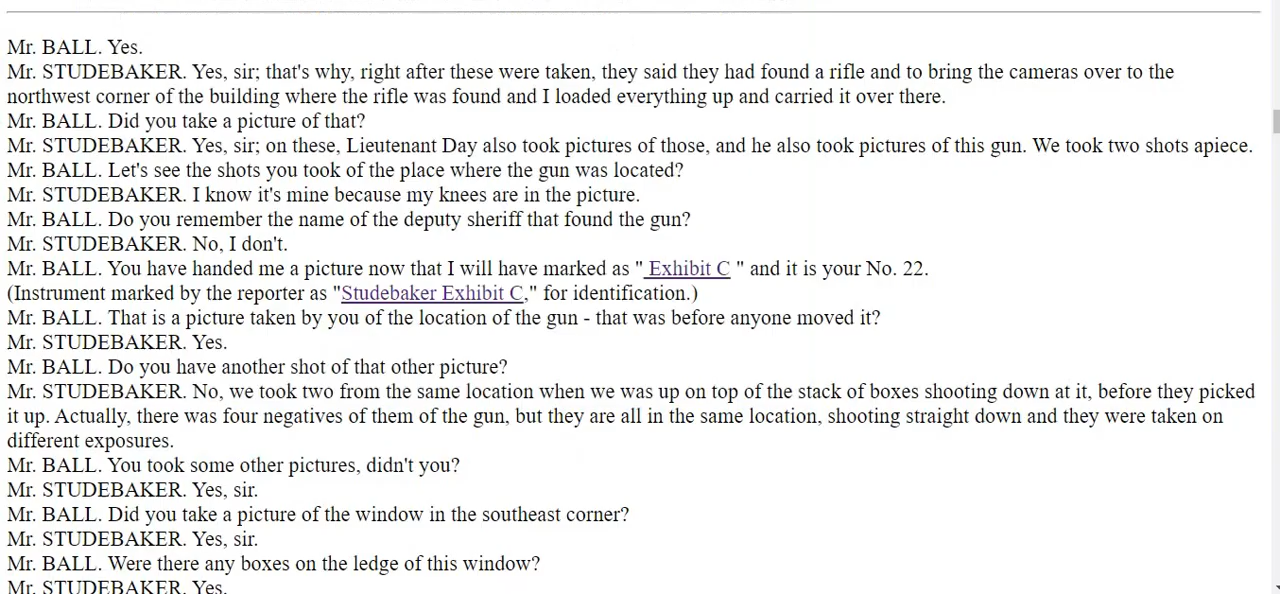 Mr. BALL. Yes.
Mr. STUDEBAKER. Yes, sir; that's why, right after these were taken, they said they had found a rifle and to bring the cameras over to the
northwest corner of the building where the rifle was found and I loaded everything up and carried it over there.
Mr. BALL. Did you take a picture of that?
Mr. STUDEBAKER. Yes, sir; on these, Lieutenant Day also took pictures of those, and he also took pictures of this gun. We took two shots apiece.
Mr. BALL. Let's see the shots you took of the place where the gun was located?
Mr. STUDEBAKER. I know it's mine because my knees are in the picture.
Mr. BALL. Do you remember the name of the deputy sheriff that found the gun?
Mr. STUDEBAKER. No, I don't.
Mr. BALL. You have handed me a picture now that I will have marked as " Exhibit C " and it is your No. 22.
(Instrument marked by the reporter as "Studebaker Exhibit C," for identification.)
Mr. BALL. That is a picture taken by you of the location of the gun - that was before anyone moved it?
Mr. STUDEBAKER. Yes.
Mr. BALL. Do you have another shot of that other picture?
Mr. STUDEBAKER. No, we took two from the same location when we was up on top of the stack of boxes shooting down at it, before they picked
it up. Actually, there was four negatives of them of the gun, but they are all in the same location, shooting straight down and they were taken on
different exposures.
Mr. BALL. You took some other pictures, didn't you?
Mr. STUDEBAKER. Yes, sir.
Mr. BALL. Did you take a picture of the window in the southeast corner?
Mr. STUDEBAKER. Yes, sir.
Mr. BALL. Were there any boxes on the ledge of this window?
Mr. STUDEBAKER. Yes.